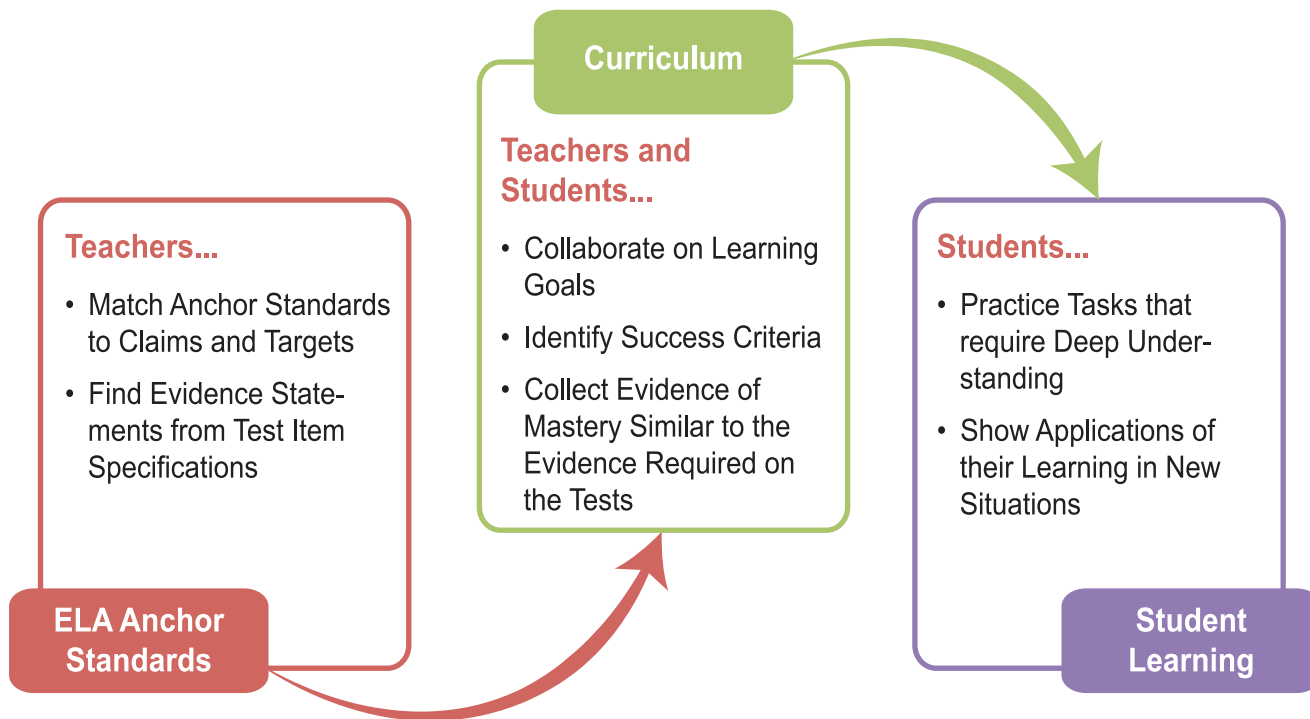 Teachers...
• Match Anchor Standards
to Claims and Targets
• Find Evidence State-
ments from Test Item
Specifications
ELA Anchor
Standards
Curriculum
Teachers and
Students...
• Collaborate on Learning
Goals
• Identify Success Criteria
• Collect Evidence of
Mastery Similar to the
Evidence Required on
the Tests
Students...
• Practice Tasks that
require Deep Under-
standing
• Show Applications of
their Learning in New
Situations
Student
Learning